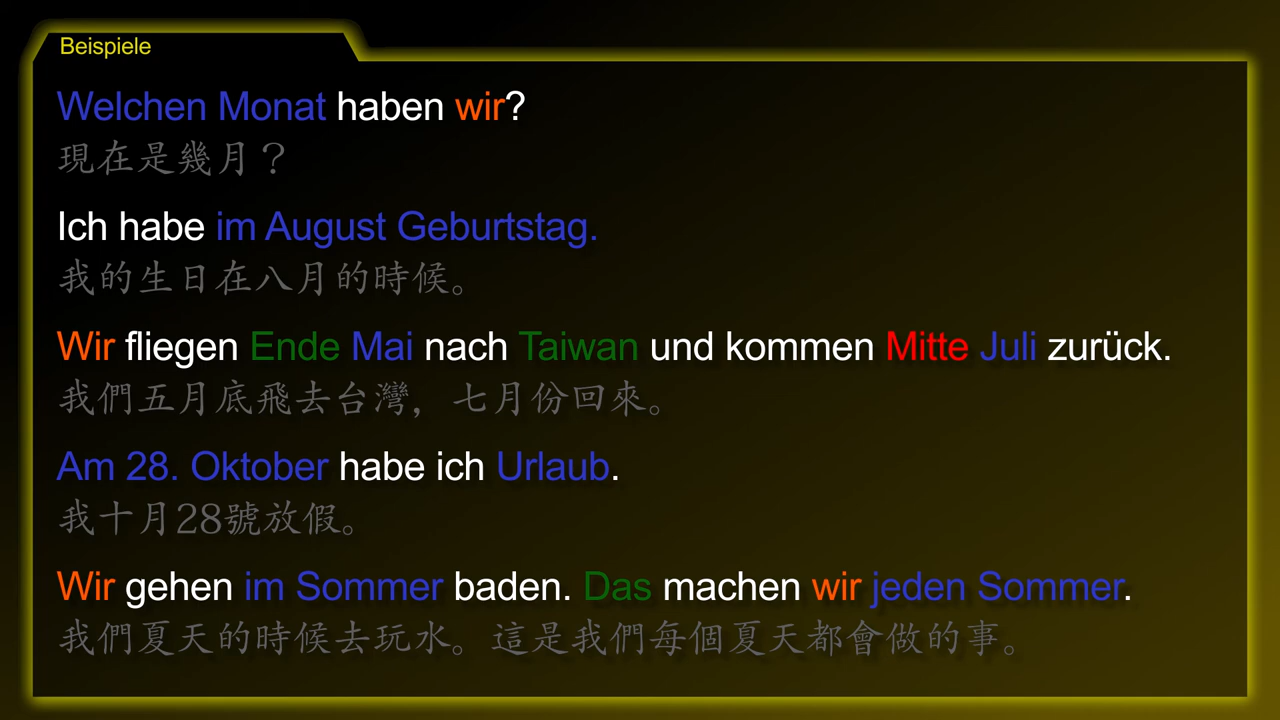 Beispiele
Welchen Monat haben wir?
現在是幾月？
Ich habe im August Geburtstag.
我的生日在八月的時候。
Wir fliegen Ende Mai nach Taiwan und kommen Mitte Juli zurück.
我們五月底飛去台灣，七月份回來。
Am 28. Oktober habe ich Urlaub.
我十月28號放假。
Wir gehen im Sommer baden. Das machen wir jeden Sommer.
我們夏天的時候去玩水。這是我們每個夏天都會做的事。